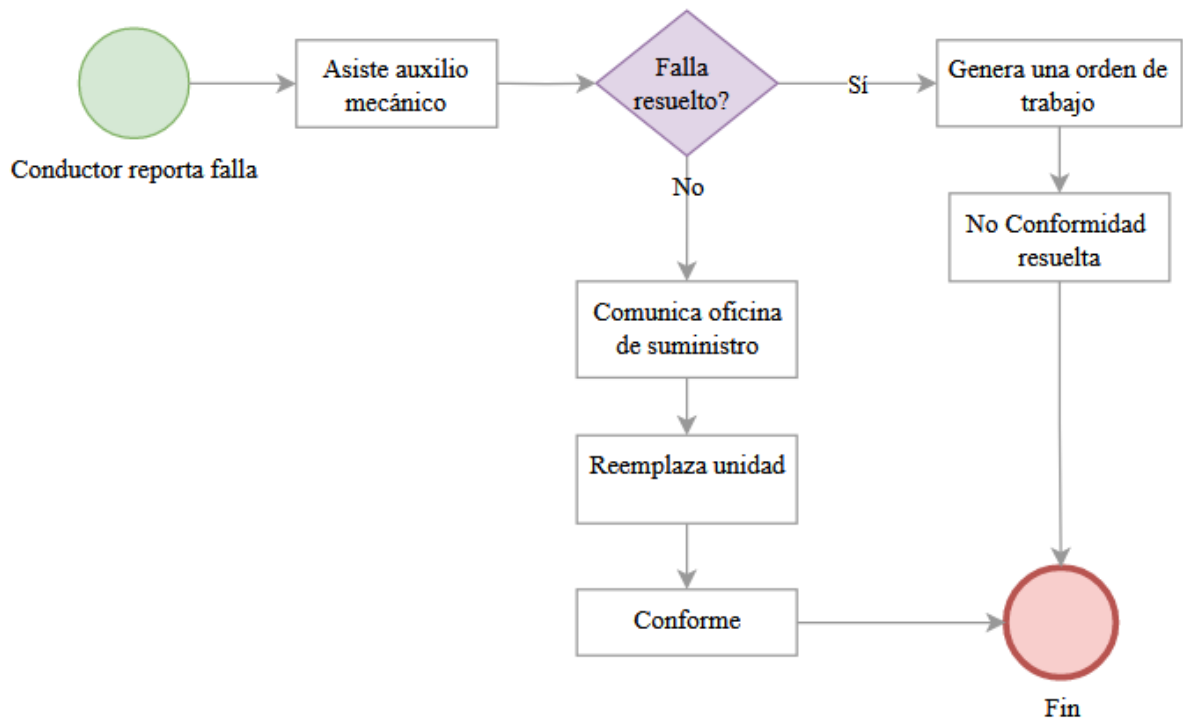 Conductor reporta falla
Asiste auxilio
mecánico
Falla
resuelto?
Sí
Genera una orden de
trabajo
No Conformidad
resuelta
No
Comunica oficina
de suministro
Reemplaza unidad
Conforme
Fin